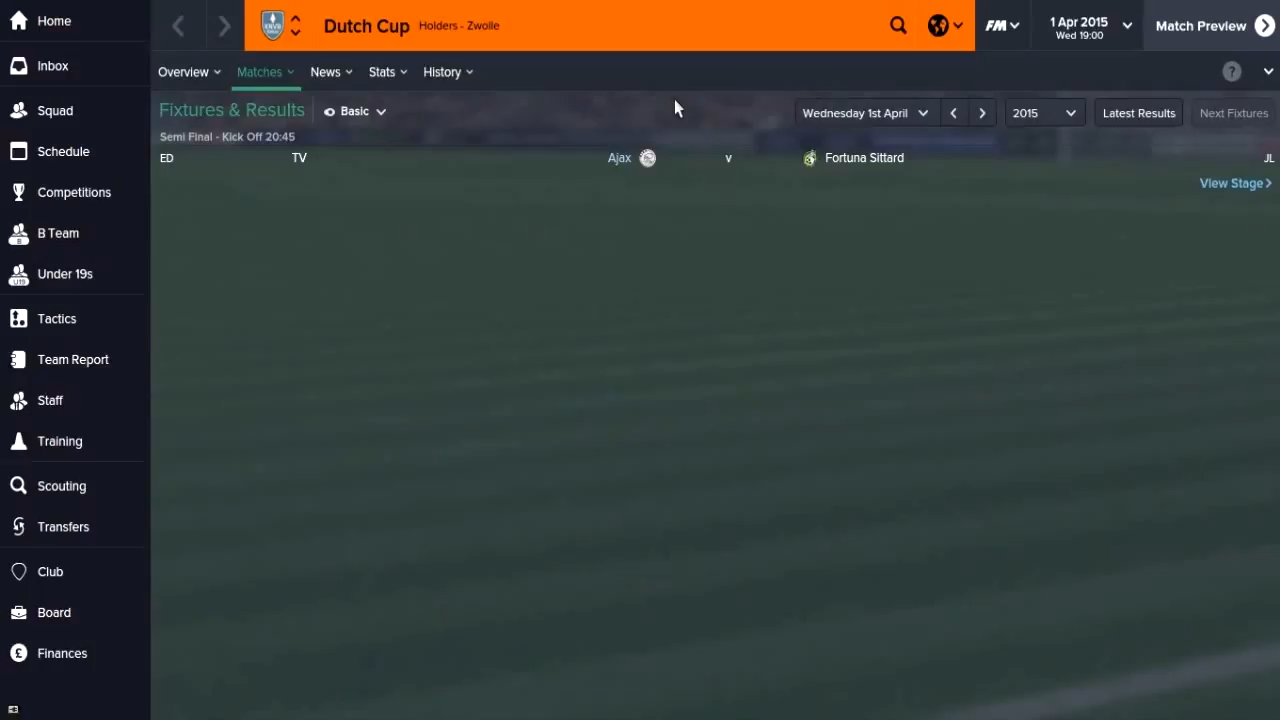 Home
Dutch Cup Holders - Zwolle
FM
1 Apr 2015
Wed 19:00
Match Preview
Inbox
Overview
Matches
News
Stats
History
?
Squad
Fixtures & Results
Basic
Wednesday 1st April
2015
Latest Results
Next Fixtures
Semi Final - Kick Off 20:45
Schedule
ED TV Ajax v Fortuna Sittard JL
View Stage
Competitions
B Team
Under 19s
Tactics
Team Report
Staff
Training
Scouting
Transfers
Club
Board
Finances